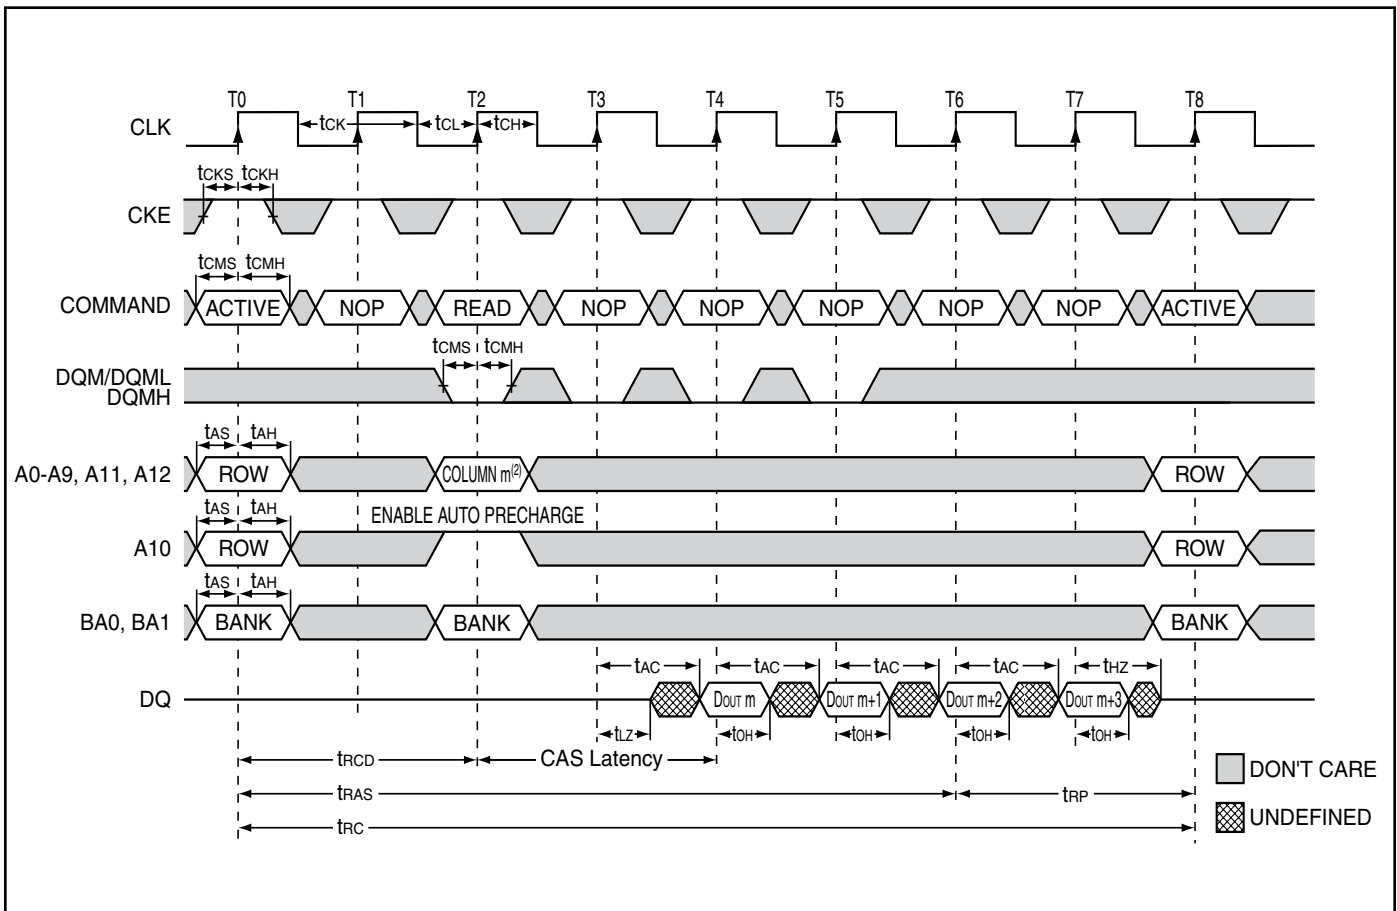 T0 T1 T2 T3 T4 T5 T6 T7 T8
CLK tCK tCL tCH
tCKS tCKH
CKE
tCMS tCMH
COMMAND ACTIVE NOP READ NOP NOP NOP NOP NOP ACTIVE
tCMS tCMH
DQM/DQML
DQMH
tAS tAH
A0-A9, A11, A12 ROW COLUMN m(2) ROW
tAS tAH ENABLE AUTO PRECHARGE
A10 ROW ROW
tAS tAH
BA0, BA1 BANK BANK BANK
tAC tAC tAC tAC tHZ
DQ DOUT m DOUT m+1 DOUT m+2 DOUT m+3
tLZ tOH tOH tOH tOH
tRCD CAS Latency
DON'T CARE
tRAS tRP
UNDEFINED
tRC